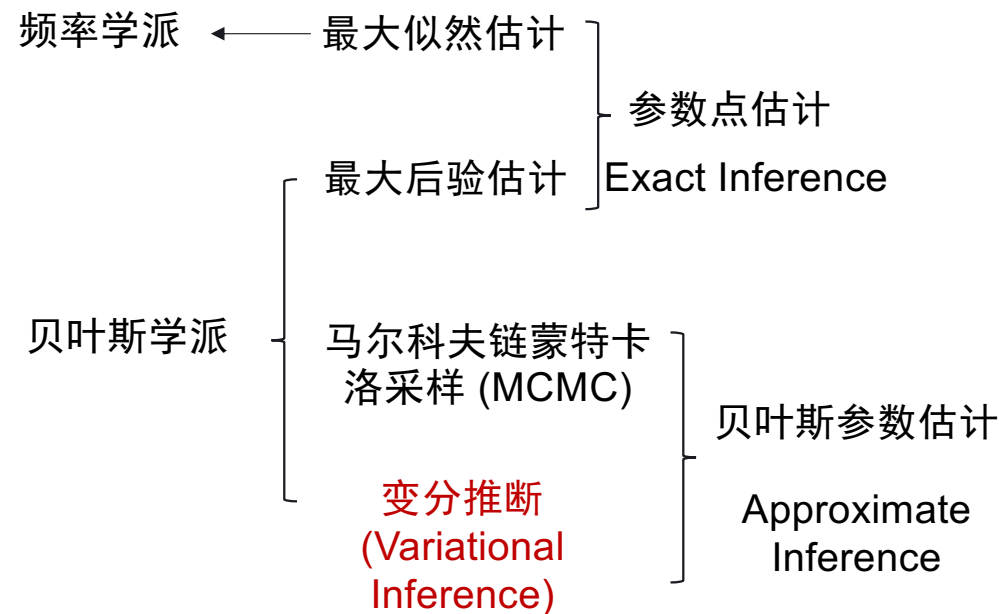 频率学派
最大似然估计
参数点估计
最大后验估计
Exact Inference
贝叶斯学派
马尔科夫链蒙特卡
洛采样 (MCMC)
贝叶斯参数估计
变分推断
(Variational
Inference)
Approximate
Inference